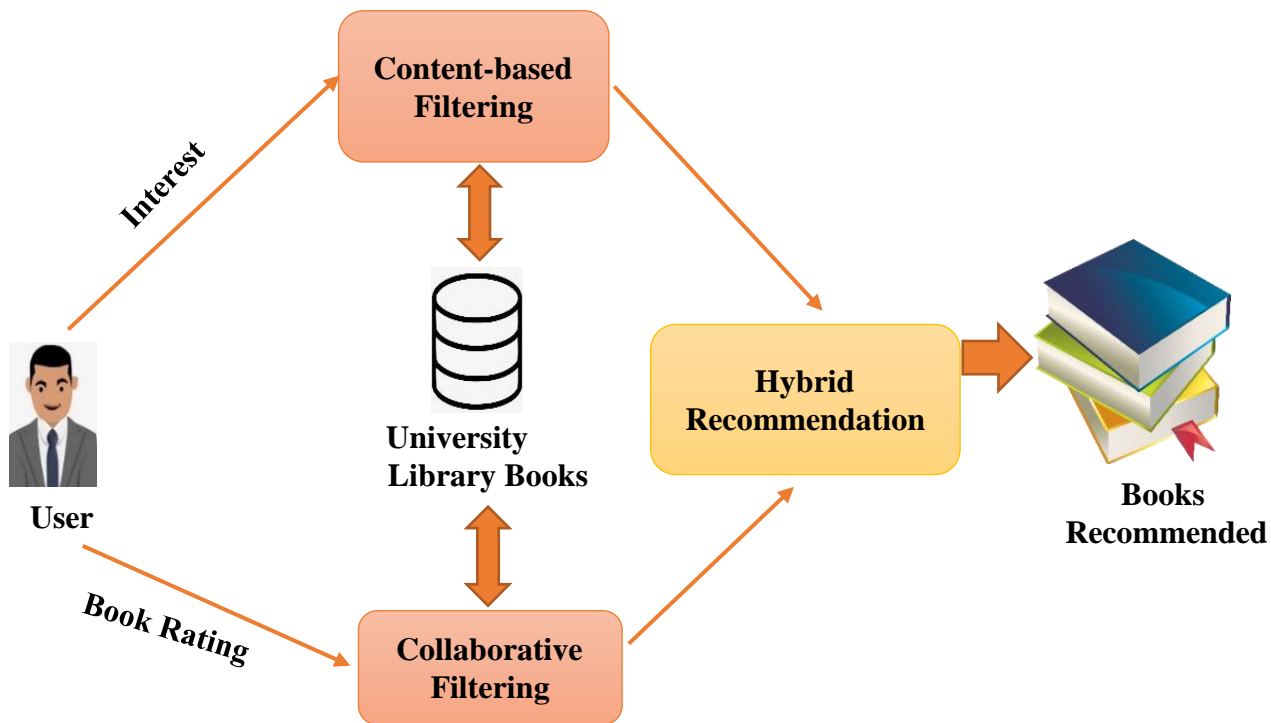 Content-based
Filtering
Interest
University
Library Books
User
Hybrid
Recommendation
Books
Recommended
Book Rating
Collaborative
Filtering